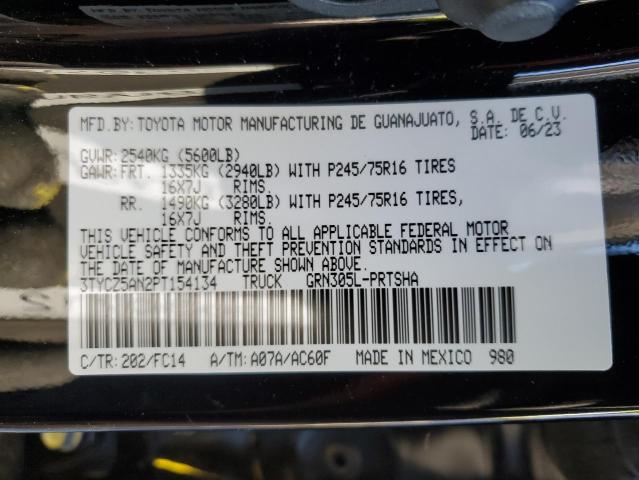 MFD.BY: TOYOTA MOTOR MANUFACTURING DE GUANAJUATO, S.A. DE C.V.
DATE: 06/23
GVWR: 2540KG (5600LB)
GAWR: FRT. 1335KG (2940LB) WITH P245/75R16 TIRES
16X7J RIMS.
RR. 1490KG (3280LB) WITH P245/75R16 TIRES,
16X7J RIMS.
THIS VEHICLE CONFORMS TO ALL APPLICABLE FEDERAL MOTOR
VEHICLE SAFETY AND THEFT PREVENTION STANDARDS IN EFFECT ON
THE DATE OF MANUFACTURE SHOWN ABOVE.
3TYCZ5AN2PT154134 TRUCK GRN305L-PRTSHA
C/TR: 202/FC14 A/TM: A07A/AC60F MADE IN MEXICO 980